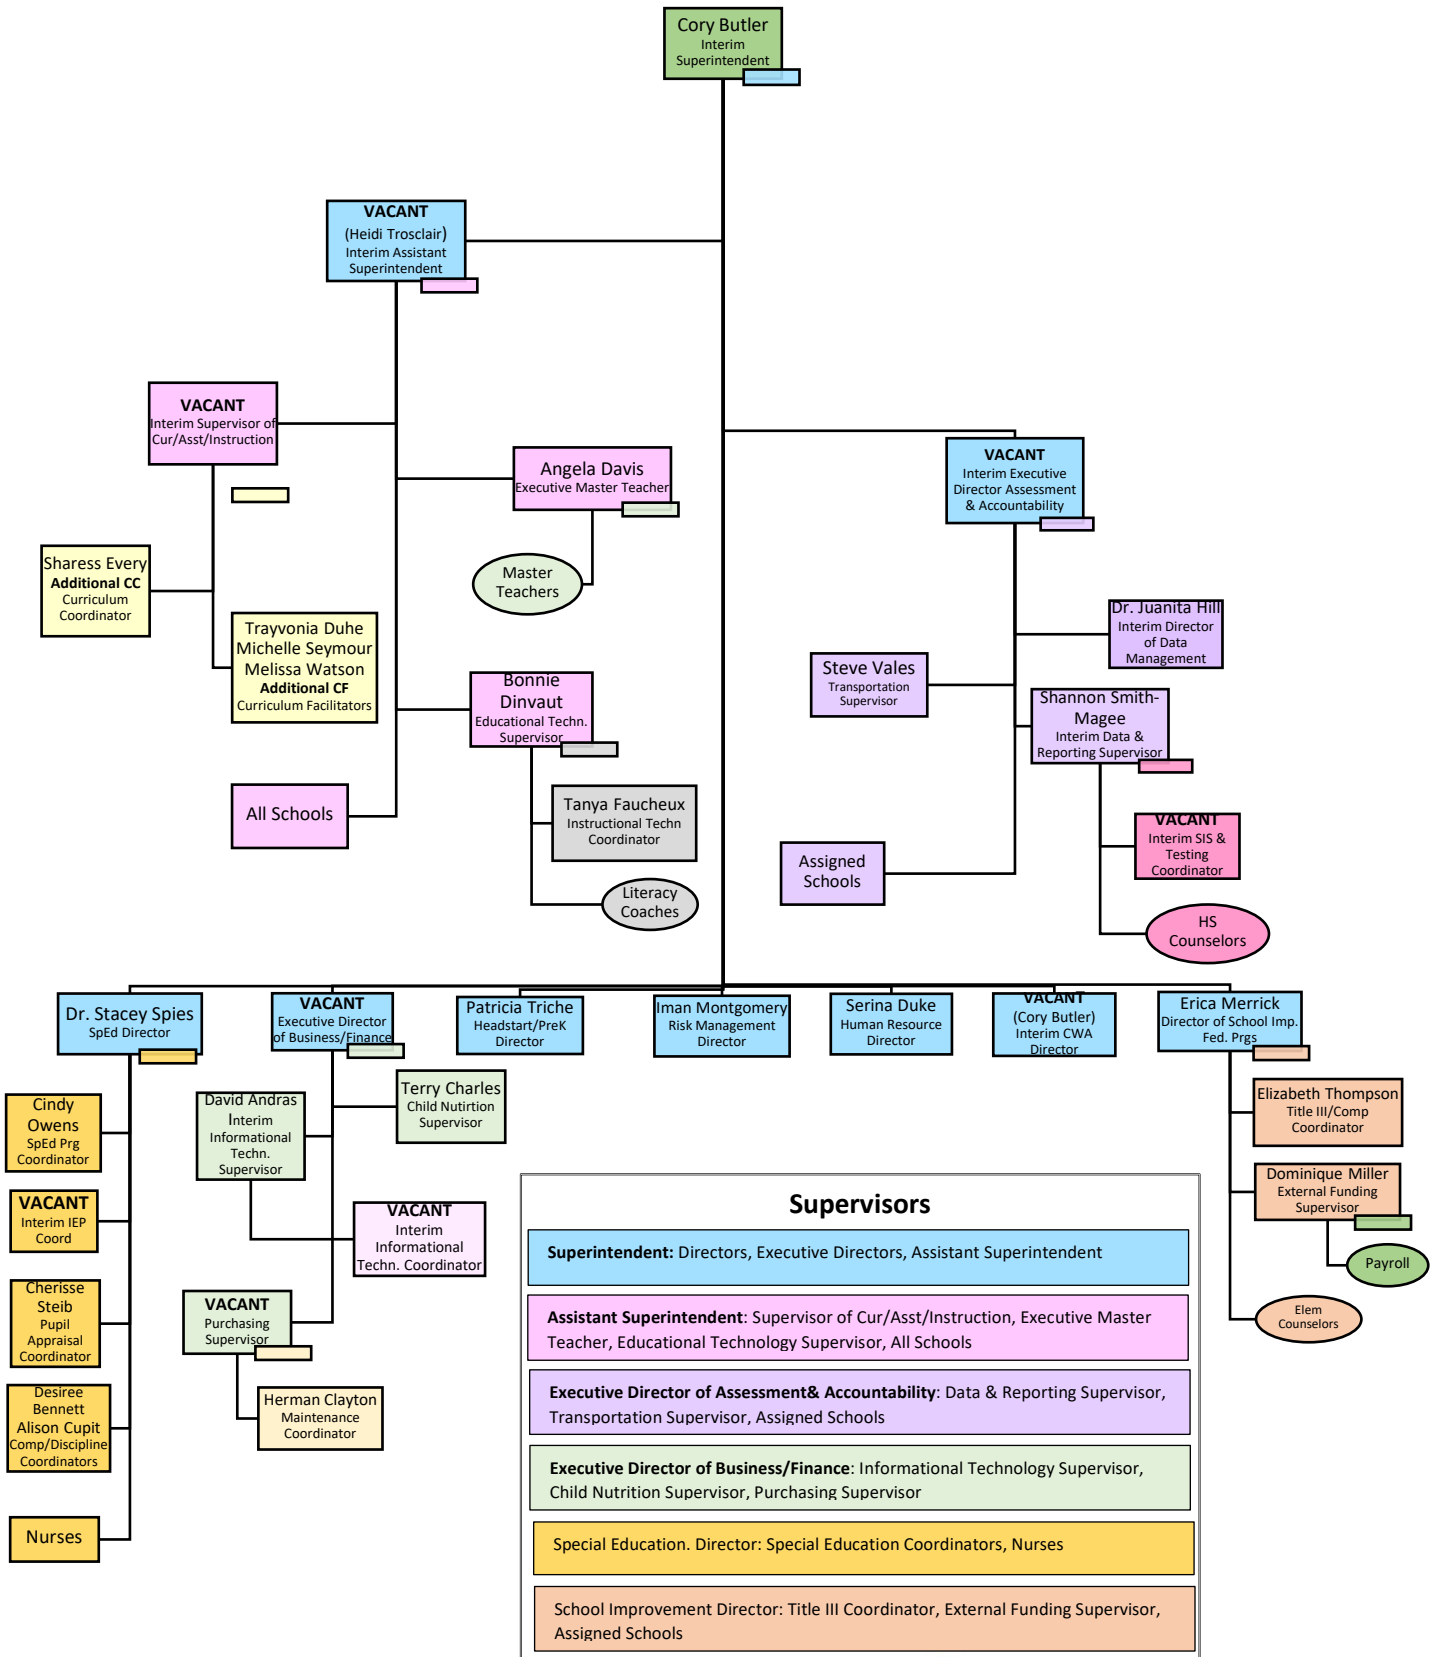 Cory Butler
Interim
Superintendent
VACANT
(Heidi Trosclair)
Interim Assistant
Superintendent
VACANT
Interim Supervisor of
Cur/Asst/Instruction
Angela Davis
Executive Master Teacher
VACANT
Interim Executive
Director Assessment
& Accountability
Sharess Every
Additional CC
Curriculum
Coordinator
Master
Teachers
Trayvonia Duhe
Michelle Seymour
Melissa Watson
Additional CF
Curriculum Facilitators
Dr. Juanita Hill
Interim Director
of Data
Management
Steve Vales
Transportation
Supervisor
Bonnie
Dinvaut
Educational Techn.
Supervisor
Shannon Smith-
Magee
Interim Data &
Reporting Supervisor
All Schools
Tanya Faucheux
Instructional Techn
Coordinator
VACANT
Interim SIS &
Testing
Coordinator
Assigned
Schools
Literacy
Coaches
HS
Counselors
Dr. Stacey Spies
SpEd Director
VACANT
Executive Director
of Business/Finance
Patricia Triche
Headstart/PreK
Director
Iman Montgomery
Risk Management
Director
Serina Duke
Human Resource
Director
VACANT
(Cory Butler)
Interim CWA
Director
Erica Merrick
Director of School Imp.
Fed. Prgs
Cindy
Owens
SpEd Prg
Coordinator
David Andras
Interim
Informational
Techn.
Supervisor
Terry Charles
Child Nutirtion
Supervisor
Elizabeth Thompson
Title III/Comp
Coordinator
VACANT
Interim IEP
Coord
VACANT
Interim
Informational
Techn. Coordinator
Dominique Miller
External Funding
Supervisor
Payroll
Cherisse
Steib
Pupil
Appraisal
Coordinator
VACANT
Purchasing
Supervisor
Elem
Counselors
Desiree
Bennett
Alison Cupit
Comp/Discipline
Coordinators
Herman Clayton
Maintenance
Coordinator
Nurses
Supervisors
Superintendent: Directors, Executive Directors, Assistant Superintendent
Assistant Superintendent: Supervisor of Cur/Asst/Instruction, Executive Master
Teacher, Educational Technology Supervisor, All Schools
Executive Director of Assessment& Accountability: Data & Reporting Supervisor,
Transportation Supervisor, Assigned Schools
Executive Director of Business/Finance: Informational Technology Supervisor,
Child Nutrition Supervisor, Purchasing Supervisor
Special Education. Director: Special Education Coordinators, Nurses
School Improvement Director: Title III Coordinator, External Funding Supervisor,
Assigned Schools